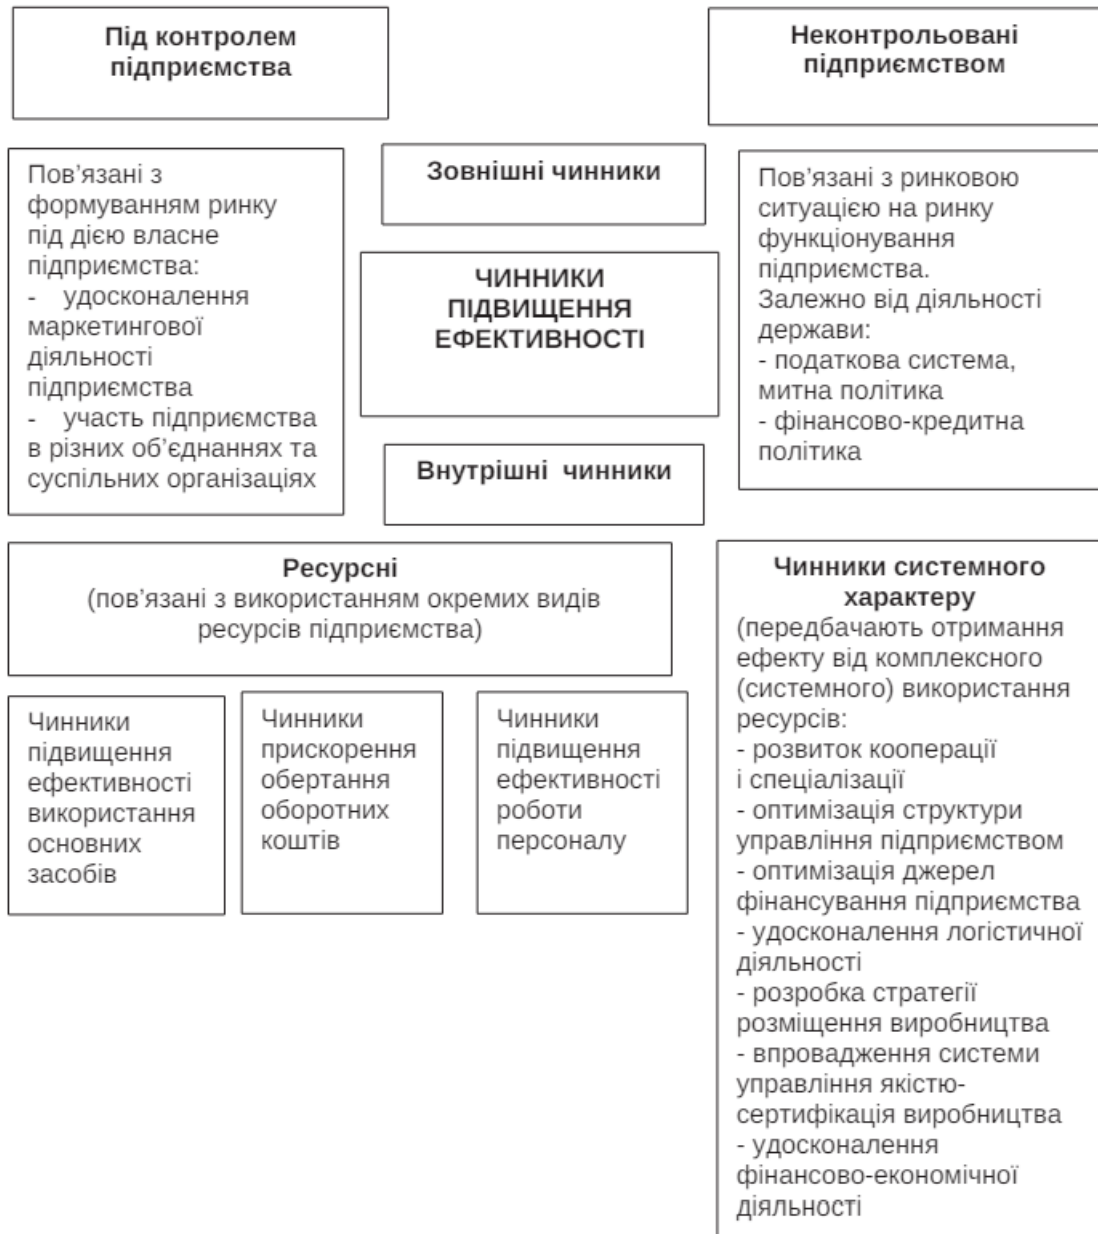 Під контролем
підприємства
Неконтрольовані
підприємством
Пов’язані з
формуванням ринку
під дією власне
підприємства:
- удосконалення
маркетингової
діяльності
підприємства
- участь підприємства
в різних об’єднаннях та
суспільних організаціях
Зовнішні чинники
ЧИННИКИ
ПІДВИЩЕННЯ
ЕФЕКТИВНОСТІ
Внутрішні чинники
Пов’язані з ринковою
ситуацією на ринку
функціонування
підприємства.
Залежно від діяльності
держави:
- податкова система,
митна політика
- фінансово-кредитна
політика
Ресурсні
(пов’язані з використанням окремих видів
ресурсів підприємства)
Чинники
підвищення
ефективності
використання
основних
засобів
Чинники
прискорення
обертання
оборотних
коштів
Чинники
підвищення
ефективності
роботи
персоналу
Чинники системного
характеру
(передбачають отримання
ефекту від комплексного
(системного) використання
ресурсів:
- розвиток кооперації
і спеціалізації
- оптимізація структури
управління підприємством
- оптимізація джерел
фінансування підприємства
- удосконалення логістичної
діяльності
- розробка стратегії
розміщення виробництва
- впровадження системи
управління якістю-
сертифікація виробництва
- удосконалення
фінансово-економічної
діяльності